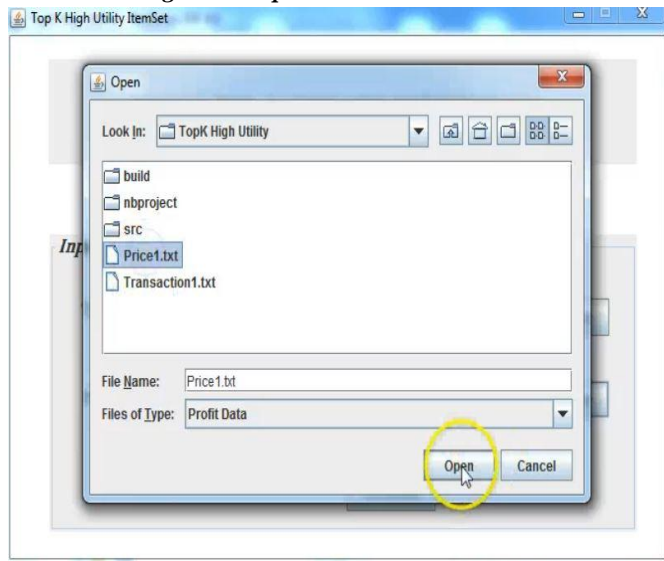 Top K High Utility ItemSet
Open
Look In: TopK High Utility
build
nbproject
src
Price1.txt
Transaction1.txt
Inp
File Name: Price1.txt
Files of Type: Profit Data
Open Cancel